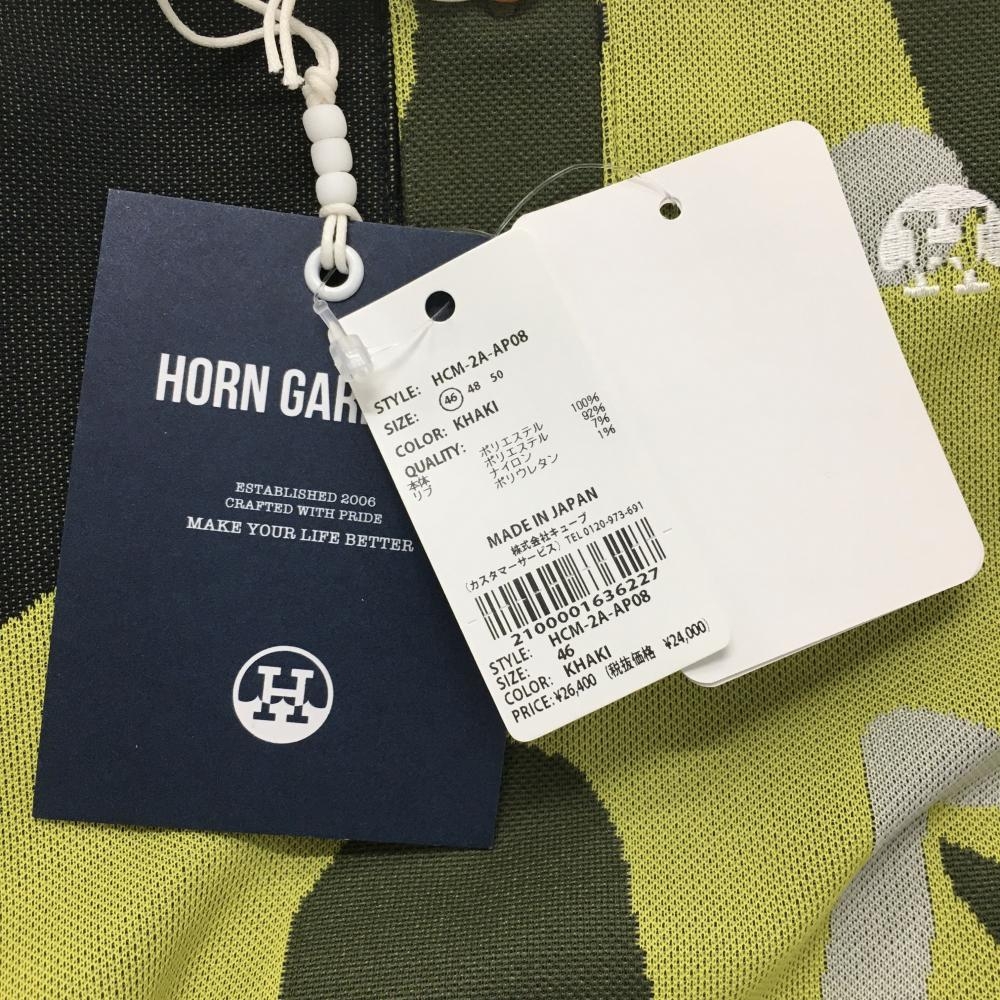 HORN GAR
ESTABLISHED 2006
CRAFTED WITH PRIDE
MAKE YOUR LIFE BETTER
H
STYLE: HCM-2A-AP08
SIZE: 46 48 50
COLOR: KHAKI
QUALITY:
本体 ポリエステル 100%
リブ ポリエステル 92%
ナイロン 7%
ポリウレタン 1%
MADE IN JAPAN
株式会社キューブ
(カスタマーサービス) TEL 0120-973-691
2100001636227
STYLE: HCM-2A-AP08
SIZE: 46
COLOR: KHAKI
PRICE: ¥26,400 (税抜価格 ¥24,000)